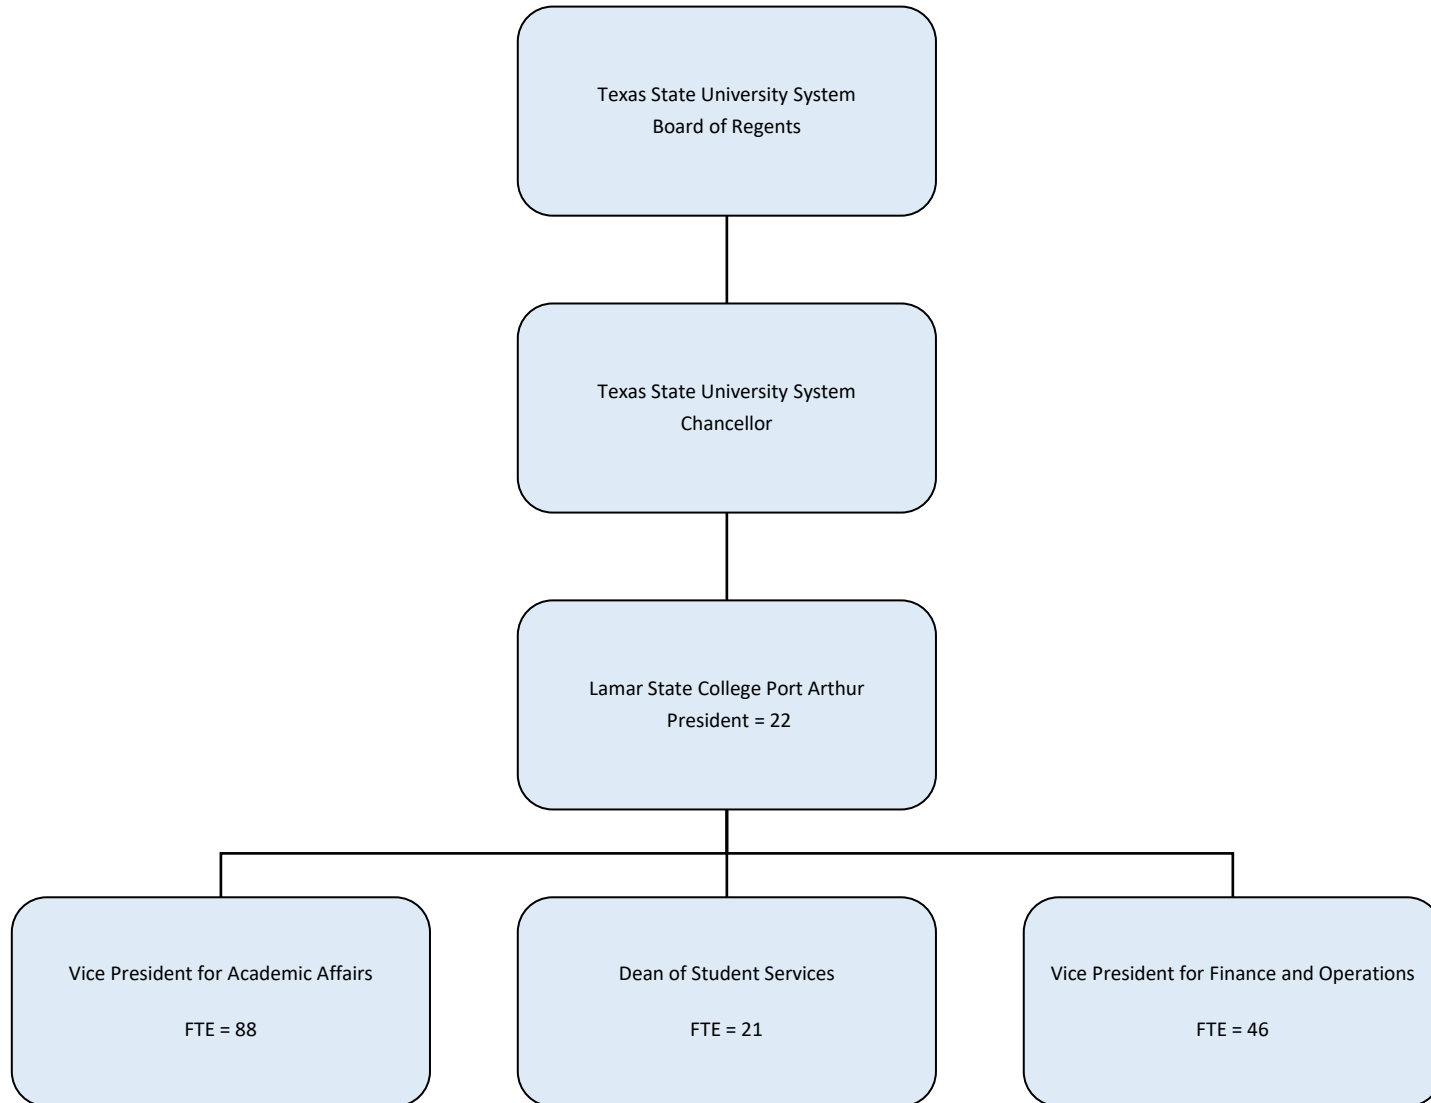 Texas State University System
Board of Regents
Texas State University System
Chancellor
Lamar State College Port Arthur
President = 22
Vice President for Academic Affairs
FTE = 88
Dean of Student Services
FTE = 21
Vice President for Finance and Operations
FTE = 46